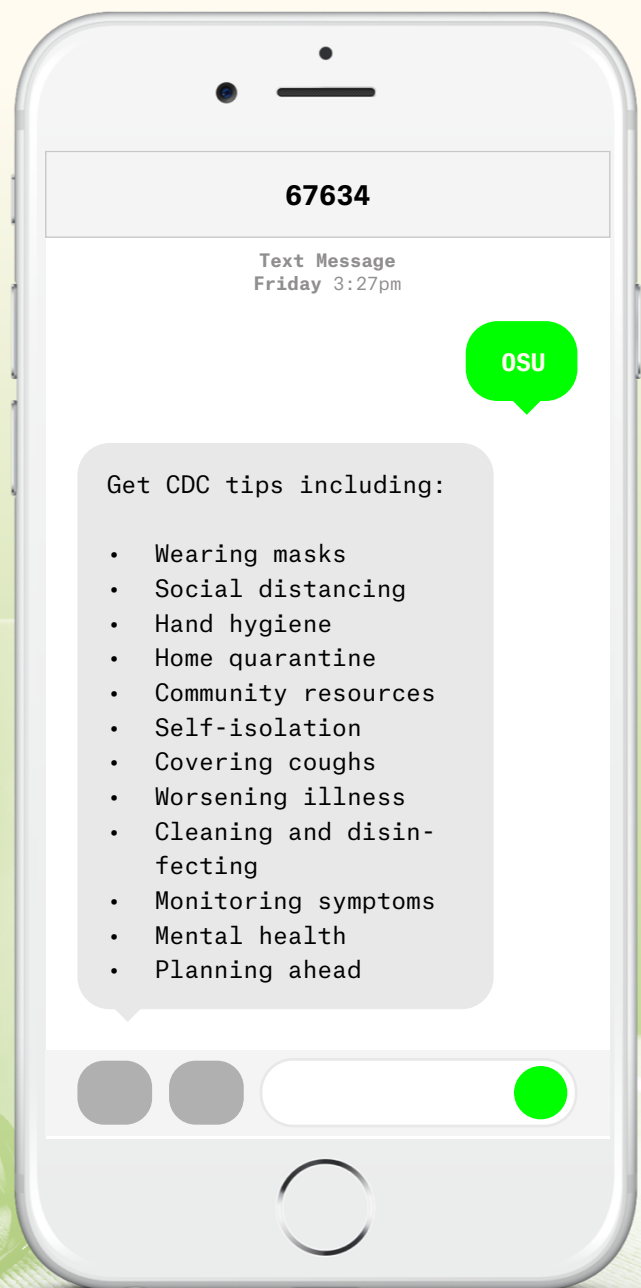 67634
Text Message
Friday 3:27pm
OSU
Get CDC tips including:
• Wearing masks
• Social distancing
• Hand hygiene
• Home quarantine
• Community resources
• Self-isolation
• Covering coughs
• Worsening illness
• Cleaning and disin-
fecting
• Monitoring symptoms
• Mental health
• Planning ahead